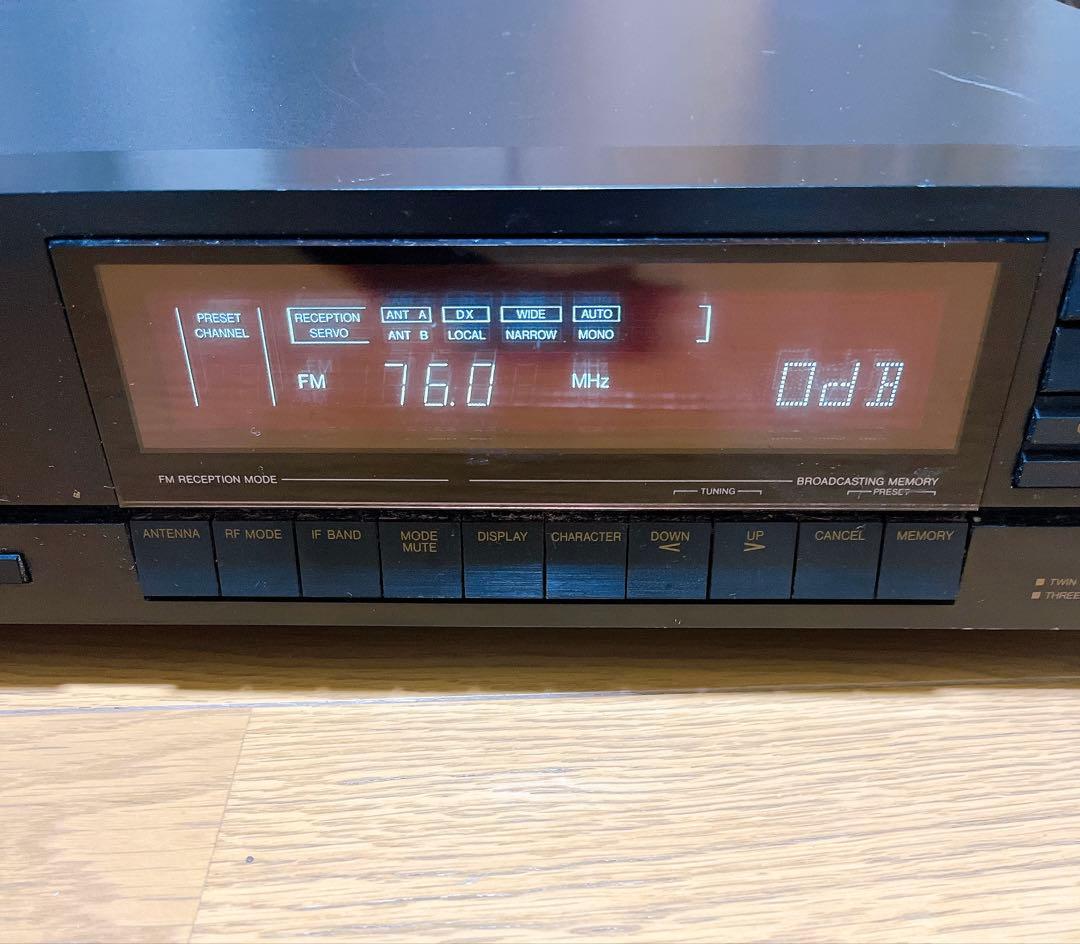 PRESET
CHANNEL
RECEPTION
SERVO
ANT A DX WIDE AUTO
ANT B LOCAL NARROW MONO
FM 76.0 MHz 0dB
FM RECEPTION MODE
BROADCASTING MEMORY
TUNING PRESET
ANTENNA RF MODE IF BAND MODE MUTE DISPLAY CHARACTER DOWN UP CANCEL MEMORY
< >
TWIN
THREE